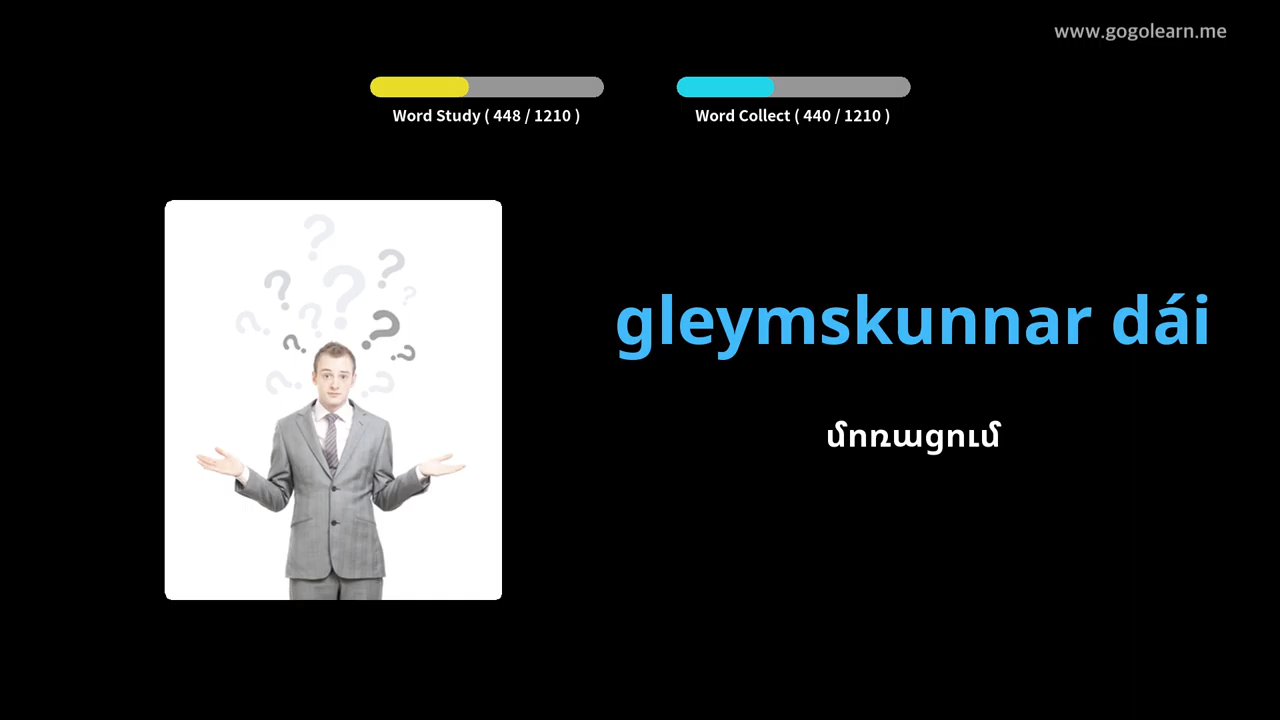 www.gogolearn.me
Word Study ( 448 / 1210 )
Word Collect ( 440 / 1210 )
gleymskunnar dái
մոռացում